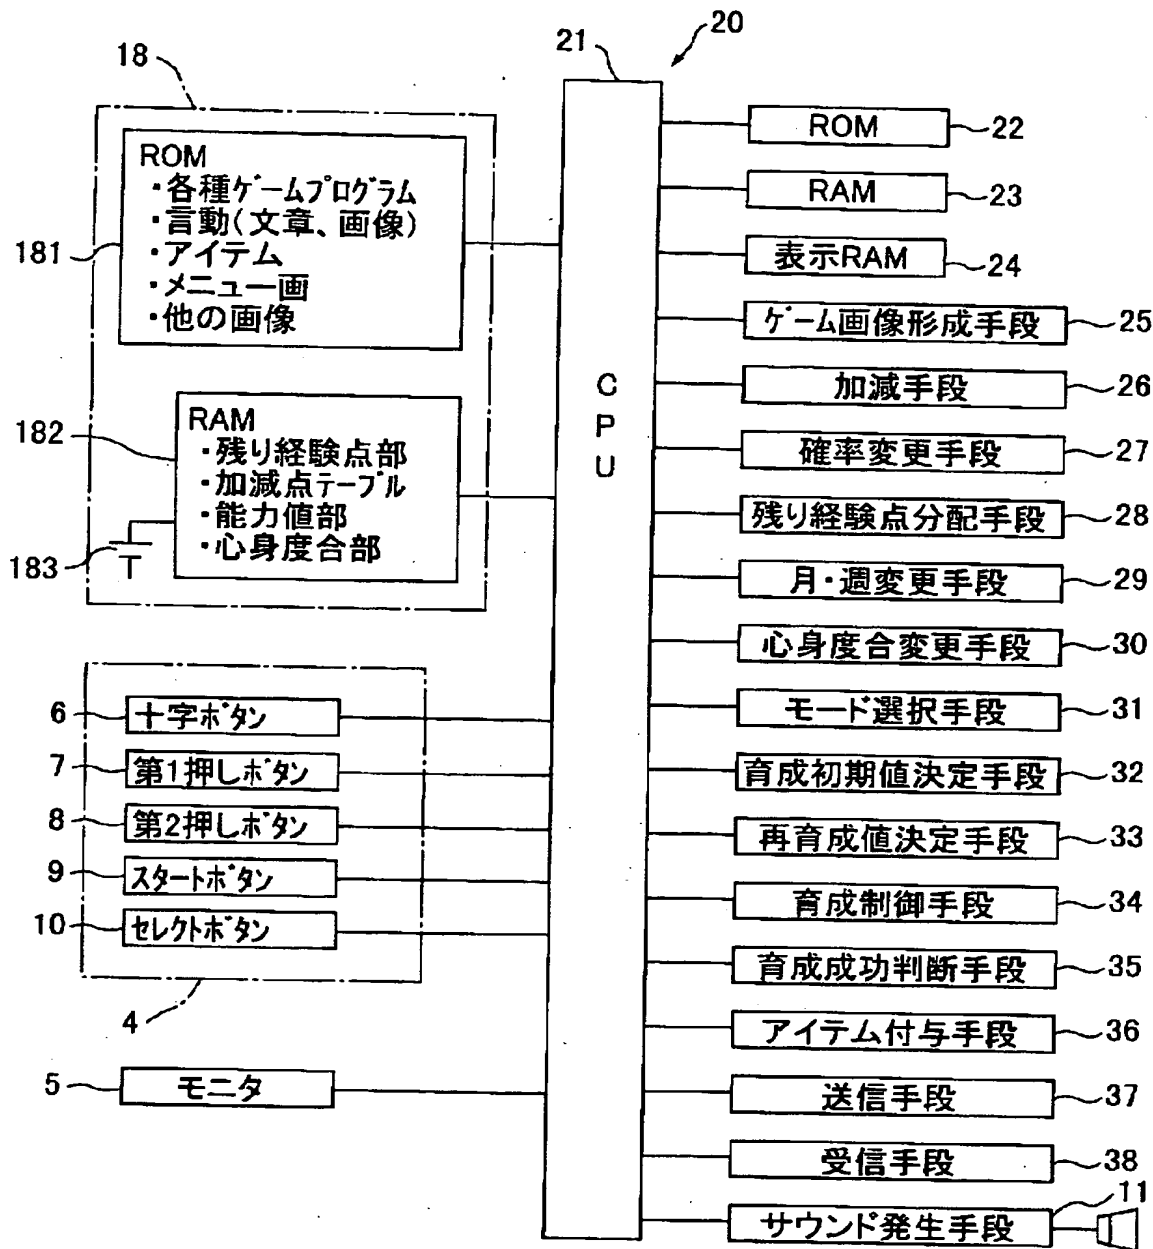 20
21
18
ROM
・各種ゲームプログラム
・言動(文章、画像)
・アイテム
・メニュー画
・他の画像
181
RAM
・残り経験点部
・加減点テーブル
・能力値部
・心身度合部
182
183
CPU
6 十字ボタン
7 第1押しボタン
8 第2押しボタン
9 スタートボタン
10 セレクトボタン
4
5 モニタ
ROM 22
RAM 23
表示RAM 24
ゲーム画像形成手段 25
加減手段 26
確率変更手段 27
残り経験点分配手段 28
月・週変更手段 29
心身度合変更手段 30
モード選択手段 31
育成初期値決定手段 32
再育成値決定手段 33
育成制御手段 34
育成成功判断手段 35
アイテム付与手段 36
送信手段 37
受信手段 38
サウンド発生手段 11